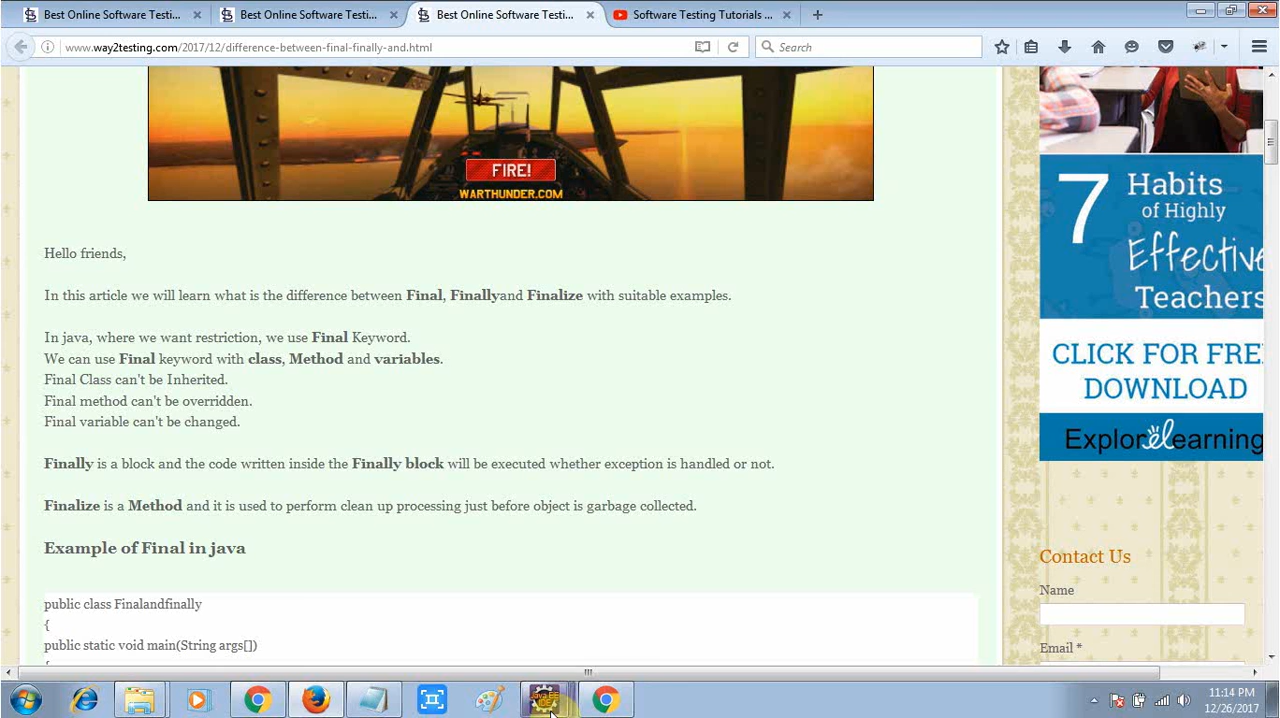 Best Online Software Testi...
Best Online Software Testi...
Best Online Software Testi...
Software Testing Tutorials ...
www.way2testing.com/2017/12/difference-between-final-finally-and.html
Search
FIRE!
WARTHUNDER.COM
Hello friends,
In this article we will learn what is the difference between Final, Finallyand Finalize with suitable examples.
In java, where we want restriction, we use Final Keyword.
We can use Final keyword with class, Method and variables.
Final Class can't be Inherited.
Final method can't be overridden.
Final variable can't be changed.
Finally is a block and the code written inside the Finally block will be executed whether exception is handled or not.
Finalize is a Method and it is used to perform clean up processing just before object is garbage collected.
Example of Final in java
public class Finalandfinally
{
public static void main(String args[])
7 Habits
of Highly
Effective
Teachers
CLICK FOR FRE
DOWNLOAD
ExploreLearning
Contact Us
Name
Email *
Java EE
IDE
11:14 PM
12/26/2017